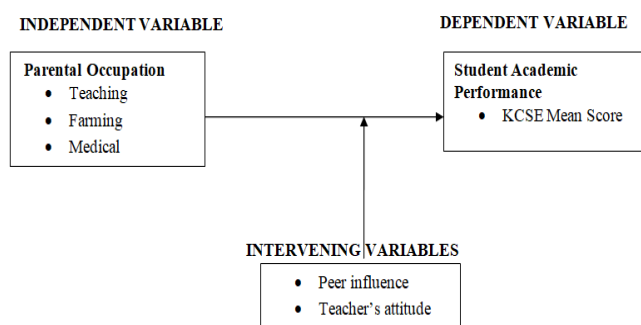 INDEPENDENT VARIABLE
Parental Occupation
• Teaching
• Farming
• Medical
DEPENDENT VARIABLE
Student Academic
Performance
• KCSE Mean Score
INTERVENING VARIABLES
• Peer influence
• Teacher's attitude